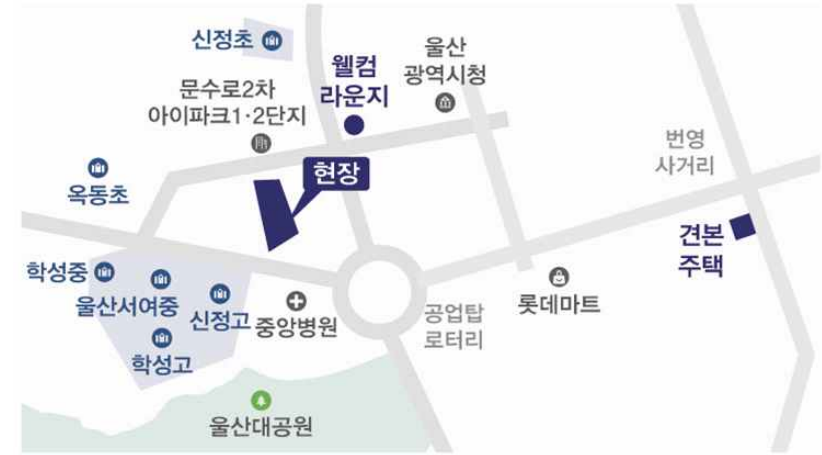 신정초
웰컴
라운지
울산
광역시청
문수로2차
아이파크1·2단지
번영
사거리
현장
옥동초
견본
주택
학성중
울산서여중
신정고
중앙병원
학성고
공업탑
로터리
롯데마트
울산대공원